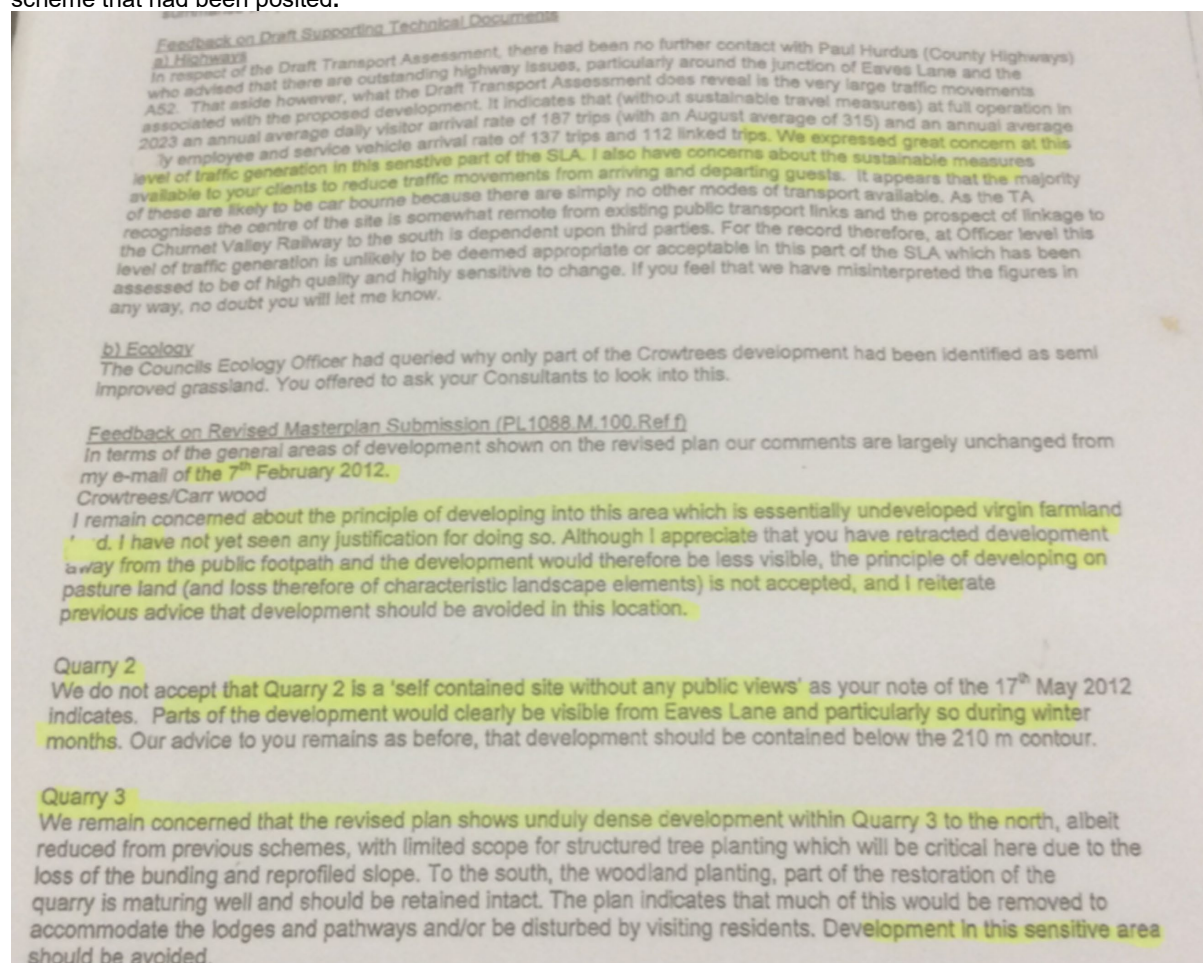 scheme that had been posited.
Feedback on Draft Supporting Technical Documents
a) Highways
In respect of the Draft Transport Assessment, there had been no further contact with Paul Hurdus (County Highways)
who advised that there are outstanding highway issues, particularly around the junction of Eaves Lane and the
A52. That aside however, what the Draft Transport Assessment does reveal is the very large traffic movements
associated with the proposed development. It indicates that (without sustainable travel measures) at full operation in
2023 an annual average daily visitor arrival rate of 187 trips (with an August average of 315) and an annual average
ly employee and service vehicle arrival rate of 137 trips and 112 linked trips. We expressed great concern at this
level of traffic generation in this senstive part of the SLA. I also have concerns about the sustainable measures
available to your clients to reduce traffic movements from arriving and departing guests. It appears that the majority
of these are likely to be car bourne because there are simply no other modes of transport available. As the TA
recognises the centre of the site is somewhat remote from existing public transport links and the prospect of linkage to
the Churnet Valley Railway to the south is dependent upon third parties. For the record therefore, at Officer level this
level of traffic generation is unlikely to be deemed appropriate or acceptable in this part of the SLA which has been
assessed to be of high quality and highly sensitive to change. If you feel that we have misinterpreted the figures in
any way, no doubt you will let me know.
b) Ecology
The Councils Ecology Officer had queried why only part of the Crowtrees development had been identified as semi
improved grassland. You offered to ask your Consultants to look into this.
Feedback on Revised Masterplan Submission (PL1088.M.100.Ref f)
In terms of the general areas of development shown on the revised plan our comments are largely unchanged from
my e-mail of the 7th February 2012.
Crowtrees/Carr wood
I remain concerned about the principle of developing into this area which is essentially undeveloped virgin farmland
d. I have not yet seen any justification for doing so. Although I appreciate that you have retracted development
away from the public footpath and the development would therefore be less visible, the principle of developing on
pasture land (and loss therefore of characteristic landscape elements) is not accepted, and I reiterate
previous advice that development should be avoided in this location.
Quarry 2
We do not accept that Quarry 2 is a 'self contained site without any public views' as your note of the 17th May 2012
indicates. Parts of the development would clearly be visible from Eaves Lane and particularly so during winter
months. Our advice to you remains as before, that development should be contained below the 210 m contour.
Quarry 3
We remain concerned that the revised plan shows unduly dense development within Quarry 3 to the north, albeit
reduced from previous schemes, with limited scope for structured tree planting which will be critical here due to the
loss of the bunding and reprofiled slope. To the south, the woodland planting, part of the restoration of the
quarry is maturing well and should be retained intact. The plan indicates that much of this would be removed to
accommodate the lodges and pathways and/or be disturbed by visiting residents. Development in this sensitive area
should be avoided.